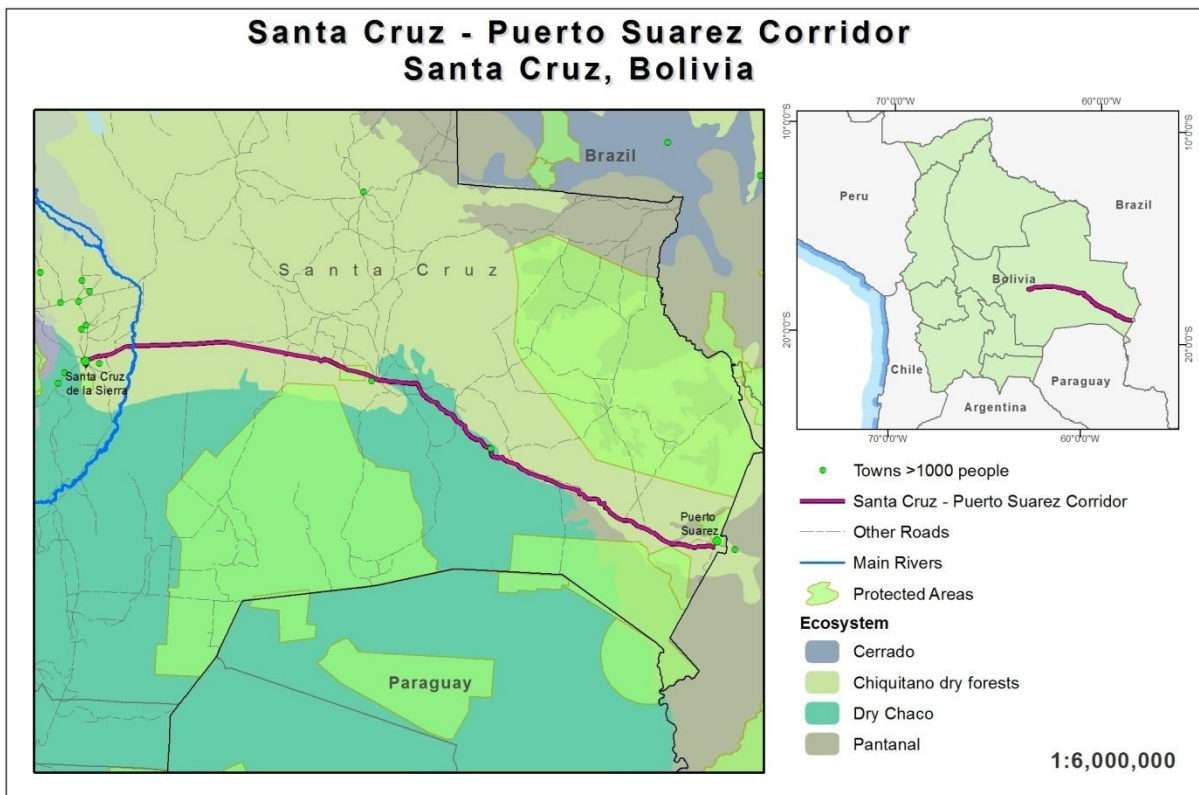 Santa Cruz - Puerto Suarez Corridor
Santa Cruz, Bolivia
Brazil
Santa Cruz
Santa Cruz
de la Sierra
Puerto
Suarez
Paraguay
70°0'0"W
60°0'0"W
10°0'0"S
10°0'0"S
Peru
Brazil
Bolivia
20°0'0"S
20°0'0"S
Chile
Paraguay
Argentina
70°0'0"W
60°0'0"W
Towns >1000 people
Santa Cruz - Puerto Suarez Corridor
Other Roads
Main Rivers
Protected Areas
Ecosystem
Cerrado
Chiquitano dry forests
Dry Chaco
Pantanal
1:6,000,000